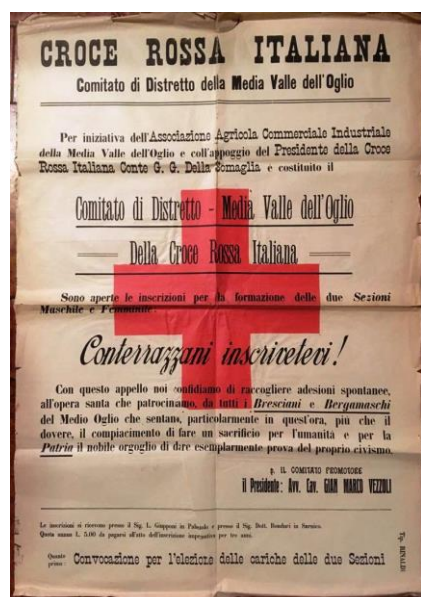 CROCE ROSSA ITALIANA
Comitato di Distretto della Media Valle dell'Oglio
Per iniziativa dell'Associazione Agricola Commerciale Industriale
della Media Valle dell'Oglio e coll'appoggio del Presidente della Croce
Rossa Italiana Conte G. G. Della Somaglia è costituito il
Comitato di Distretto - Media Valle dell'Oglio
Della Croce Rossa Italiana
Sono aperte le inscrizioni per la formazione delle due Sezioni
Maschile e Femminile:
Conterrazzani inscrivetevi!
Con questo appello noi confidiamo di raccogliere adesioni spontanee,
all'opera santa che patrociniamo, da tutti i Bresciani e Bergamaschi
del Medio Oglio che sentano, particolarmente in quest'ora, più che il
dovere, il compiacimento di fare un sacrificio per l'umanità e per la
Patria il nobile orgoglio di dare esemplarmente prova del proprio civismo.
p. IL COMITATO PROMOTORE
il Presidente: Avv. Cav. GIAN MARCO VEZZOLI
Le inscrizioni si ricevono presso il Sig. L. Giapponi in Palazzolo e presso il Sig. Dott. Bondurri in Sarnico.
Quota annua L. 5.00 da pagarsi all'atto dell'inscrizione impegnativa per tre anni.
Quanto prima: Convocazione per l'elezione delle cariche delle due Sezioni
Tip. RINALDI